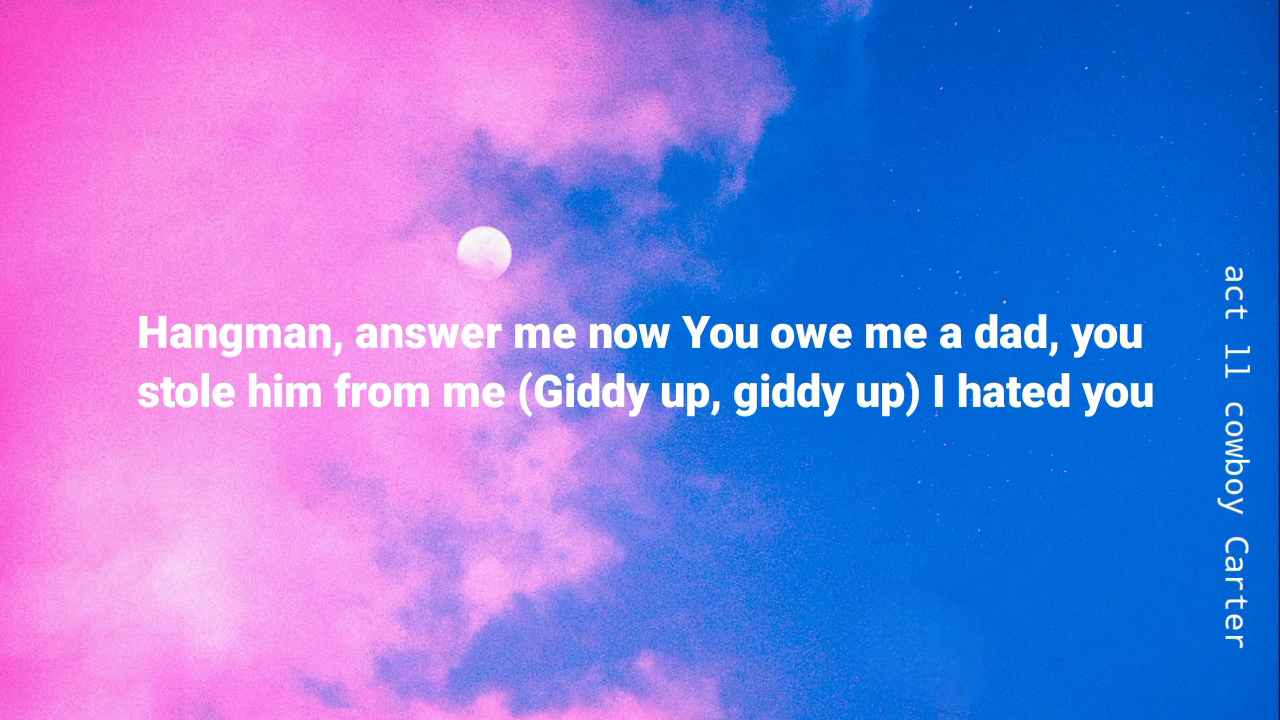 Hangman, answer me now You owe me a dad, you
stole him from me (Giddy up, giddy up) I hated you
act ll cowboy Carter